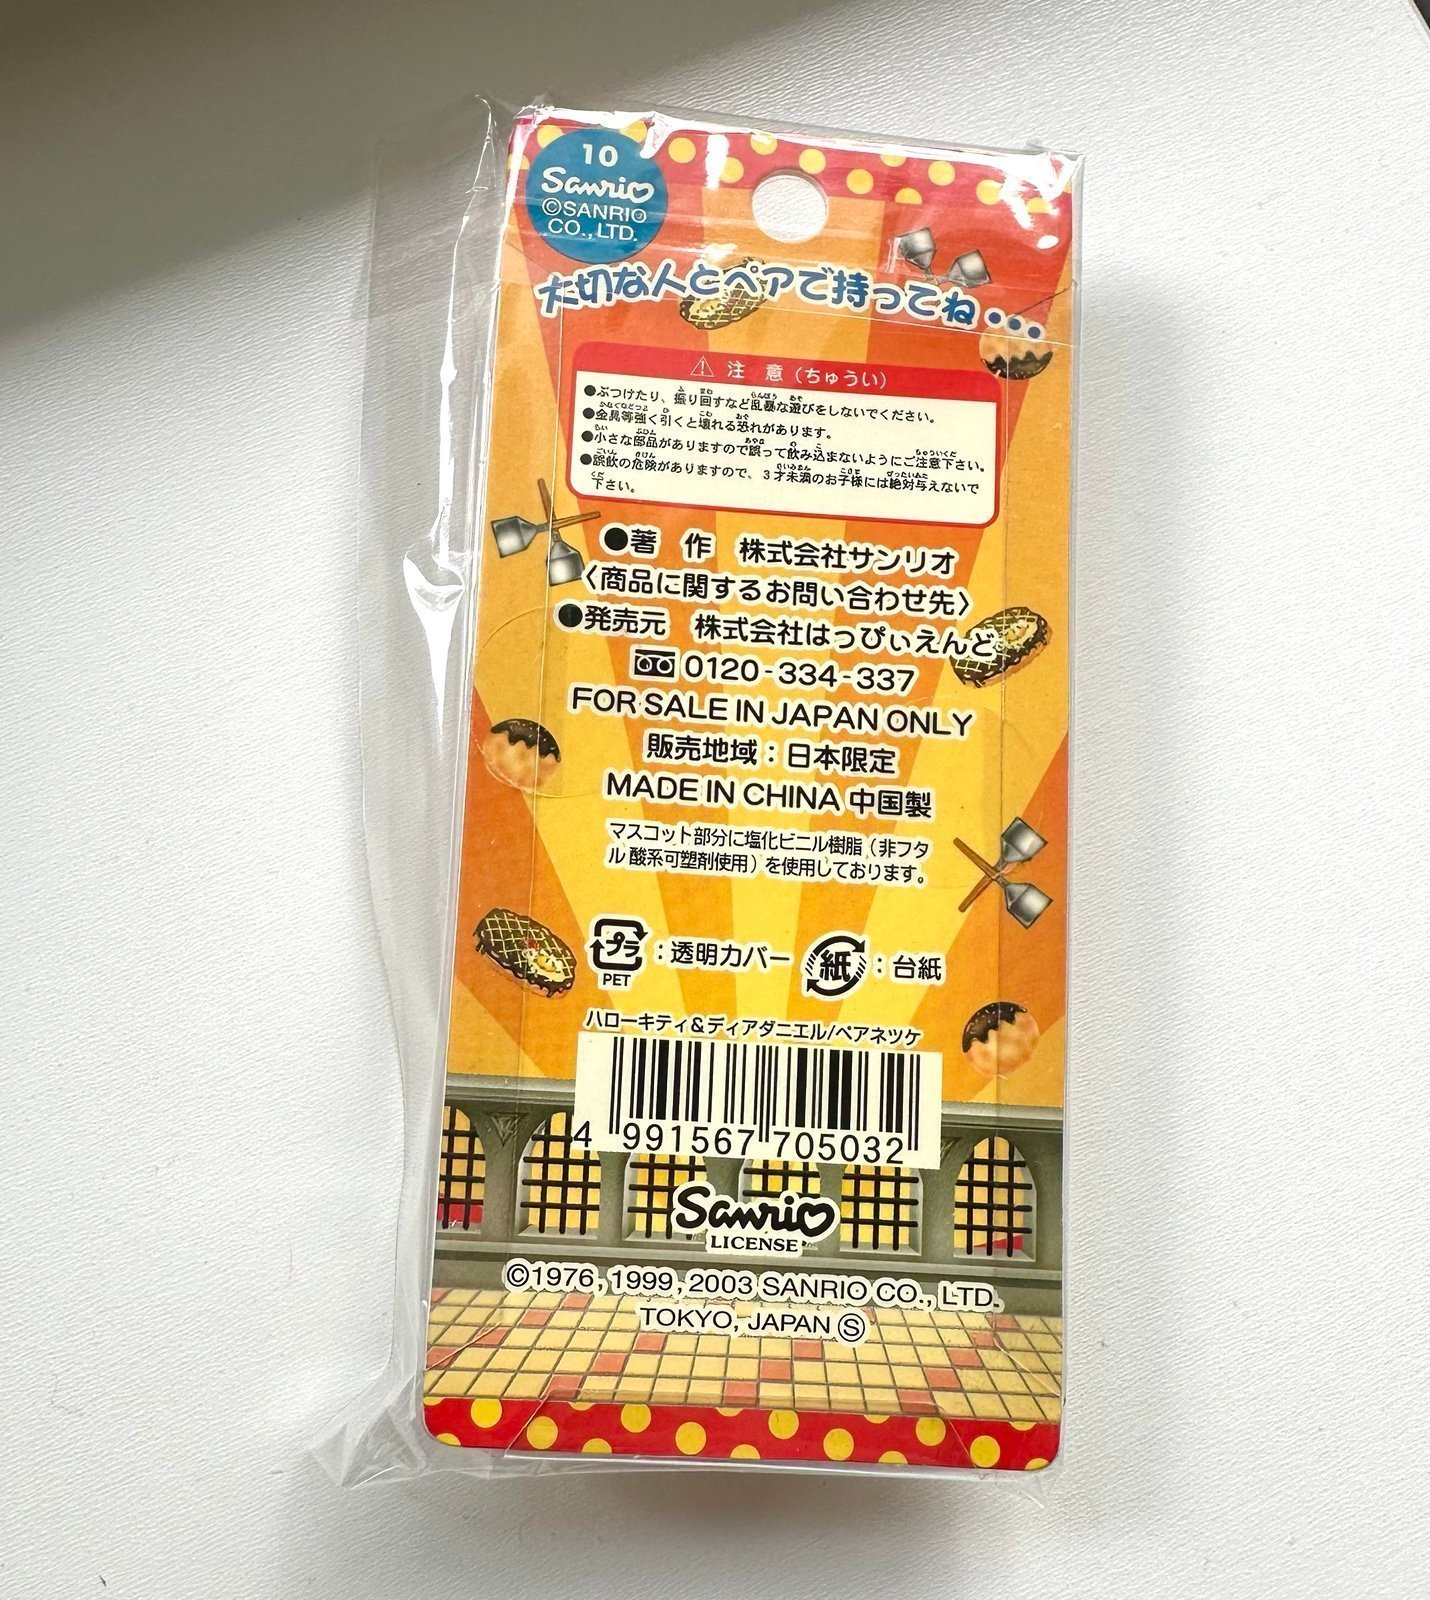 10
Sanrio
©SANRIO
CO.,LTD.
大切な人とペアで持ってね・・・
⚠ 注 意(ちゅうい)
●ぶつけたり、振り回すなど乱暴な遊びをしないでください。
●金具等強く引くと壊れる恐れがあります。
●小さな部品がありますので誤って飲み込まないようにご注意下さい。
●誤飲の危険がありますので、3才未満のお子様には絶対与えないで
下さい。
●著 作 株式会社サンリオ
〈商品に関するお問い合わせ先〉
●発売元 株式会社はっぴぃえんど
0120-334-337
FOR SALE IN JAPAN ONLY
販売地域：日本限定
MADE IN CHINA 中国製
マスコット部分に塩化ビニル樹脂（非フタ
ル酸系可塑剤使用）を使用しております。
プラ PET：透明カバー 紙：台紙
ハローキティ&ディアダニエル/ペアネツケ
4 991567 705032
Sanrio
LICENSE
©1976, 1999, 2003 SANRIO CO., LTD.
TOKYO, JAPAN Ⓢ